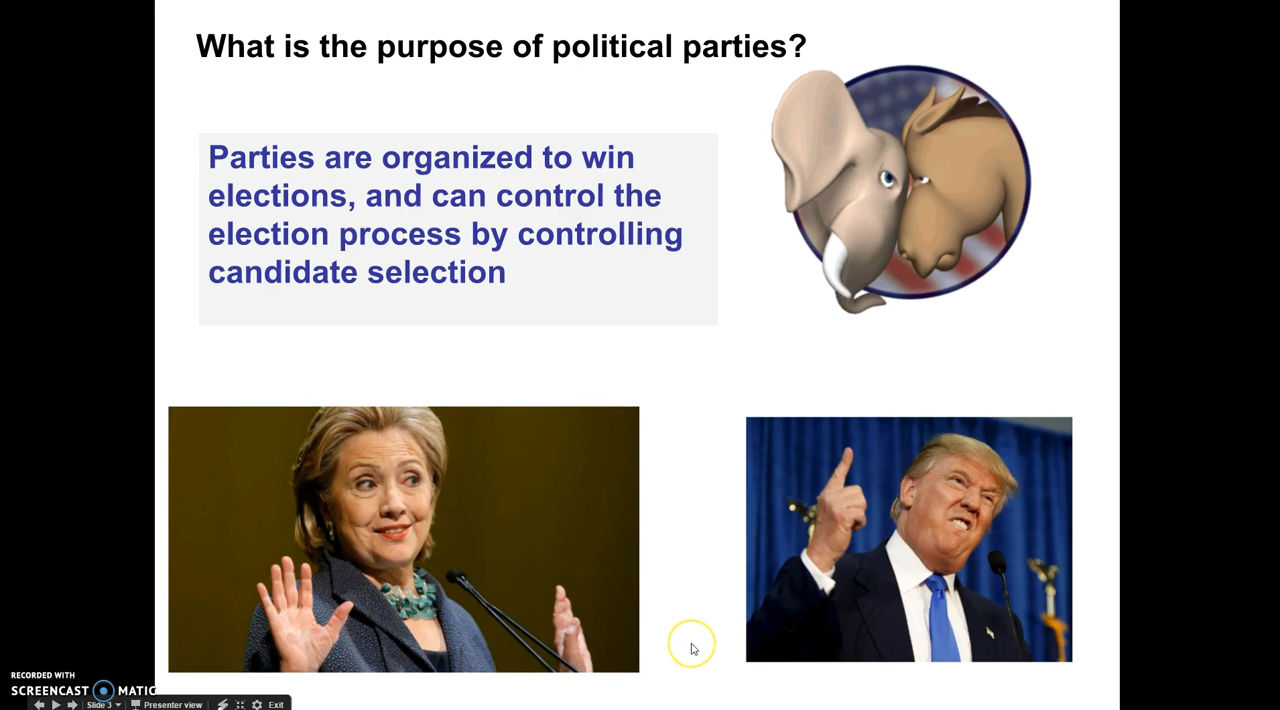 What is the purpose of political parties?
Parties are organized to win
elections, and can control the
election process by controlling
candidate selection
RECORDED WITH
SCREENCAST MATIC
Slide 3 Presenter view Exit